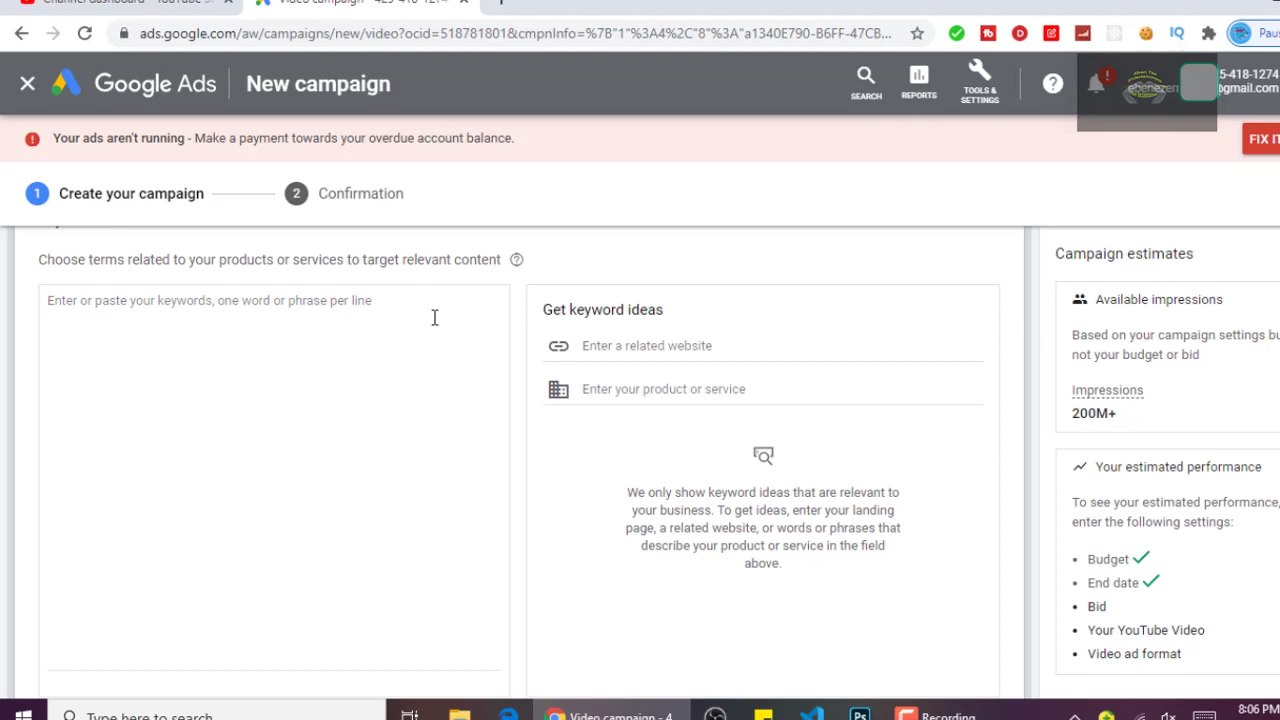 Channel dashboard - YouTube
Video campaign - 425-418-1274
ads.google.com/aw/campaigns/new/video?ocid=518781801&cmpnInfo=%7B"1"%3A4%2C"8"%3A"a1340E790-B6FF-47CB...
Paus
Google Ads
New campaign
SEARCH
REPORTS
TOOLS &
SETTINGS
5-418-1274
ebenezer
@gmail.com
Your ads aren't running - Make a payment towards your overdue account balance.
FIX IT
1 Create your campaign
2 Confirmation
Choose terms related to your products or services to target relevant content
Enter or paste your keywords, one word or phrase per line
Get keyword ideas
Enter a related website
Enter your product or service
We only show keyword ideas that are relevant to
your business. To get ideas, enter your landing
page, a related website, or words or phrases that
describe your product or service in the field
above.
Campaign estimates
Available impressions
Based on your campaign settings bu
not your budget or bid
Impressions
200M+
Your estimated performance
To see your estimated performance,
enter the following settings:
• Budget
• End date
• Bid
• Your YouTube Video
• Video ad format
Type here to search
Video campaign - 4
Recording
8:06 PM